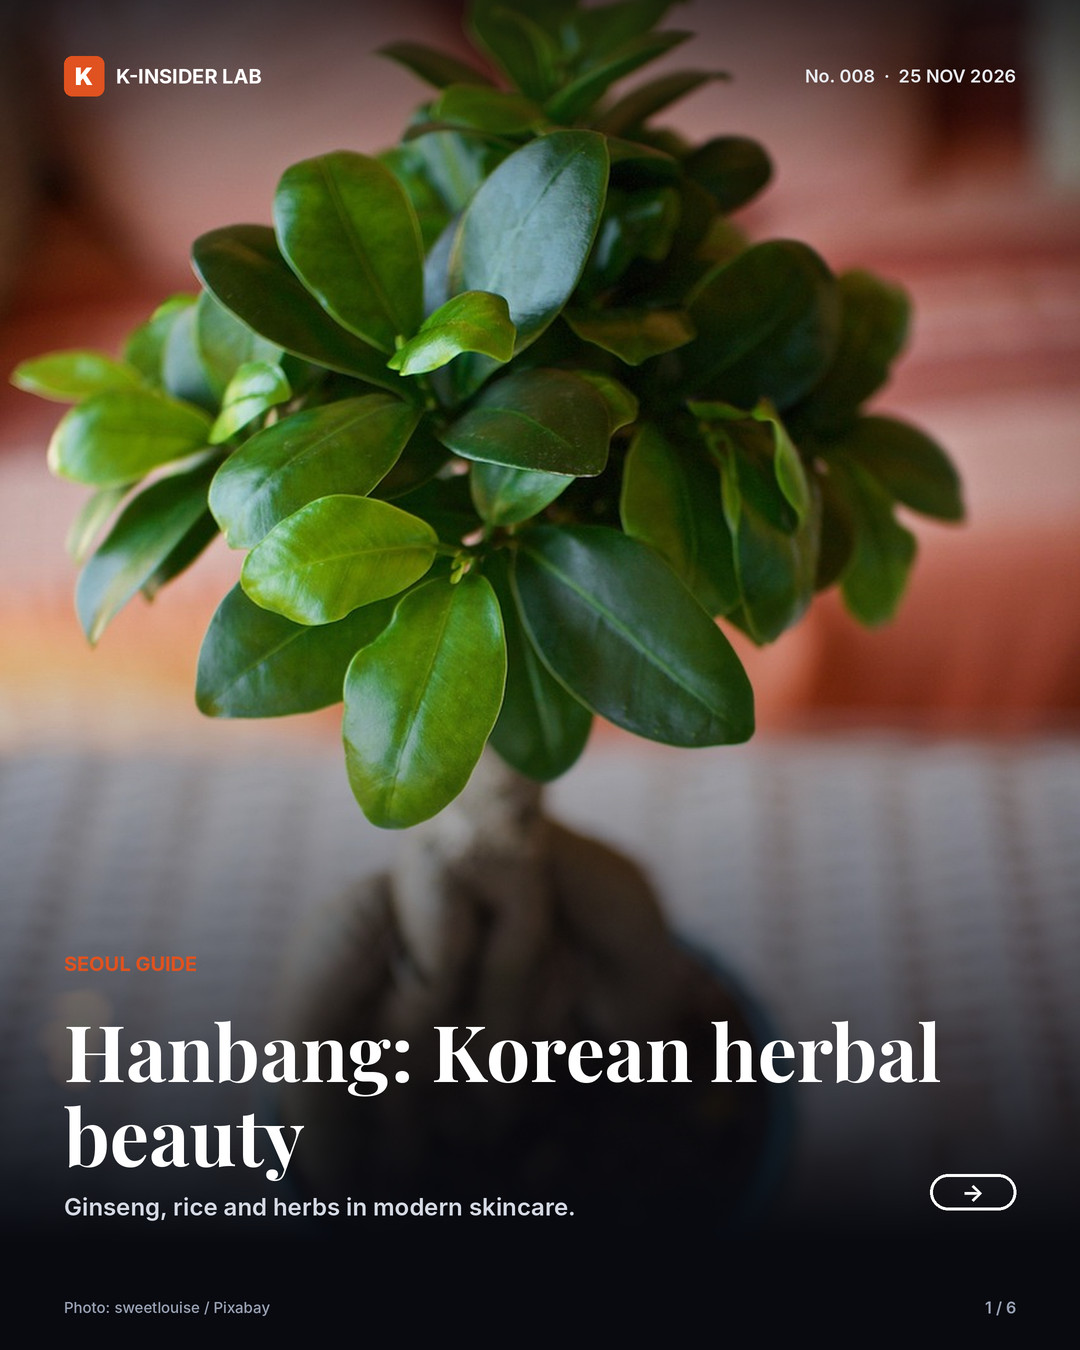 K
K-INSIDER LAB
No. 008 · 25 NOV 2026
SEOUL GUIDE
Hanbang: Korean herbal
beauty
Ginseng, rice and herbs in modern skincare.
→
Photo: sweetlouise / Pixabay
1 / 6